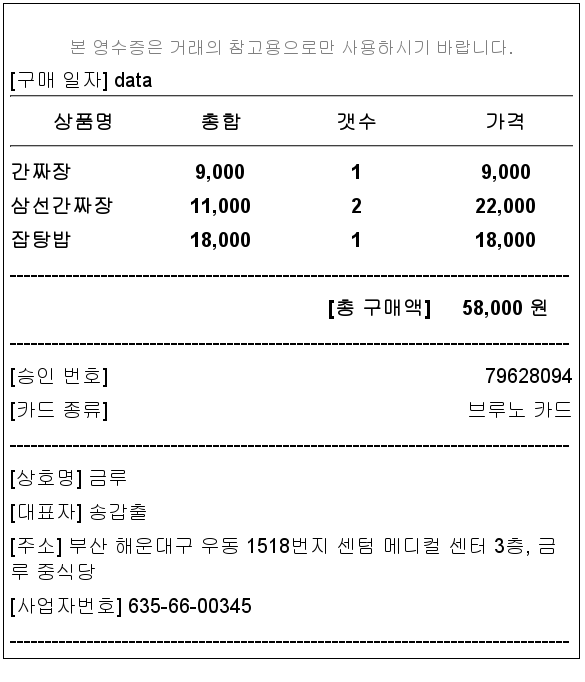 본 영수증은 거래의 참고용으로만 사용하시기 바랍니다.
[구매 일자] data
상품명 총합 갯수 가격
간짜장 9,000 1 9,000
삼선간짜장 11,000 2 22,000
잡탕밥 18,000 1 18,000
[총 구매액] 58,000 원
[승인 번호] 79628094
[카드 종류] 브루노 카드
[상호명] 금루
[대표자] 송갑출
[주소] 부산 해운대구 우동 1518번지 센텀 메디컬 센터 3층, 금
루 중식당
[사업자번호] 635-66-00345